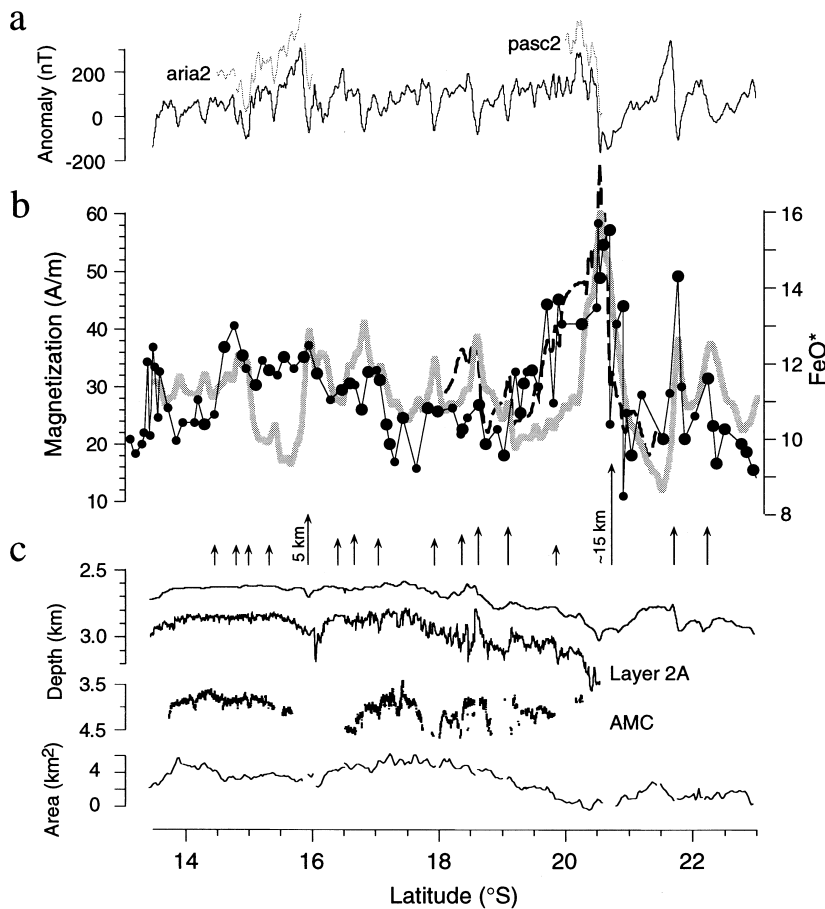 a
aria2
pasc2
Anomaly (nT)
200
0
-200
b
Magnetization (A/m)
60
50
40
30
20
10
FeO*
16
14
12
10
8
5 km
~15 km
c
Depth (km)
2.5
3.0
3.5
4.5
Layer 2A
AMC
Area (km2)
4
0
14 16 18 20 22
Latitude (°S)